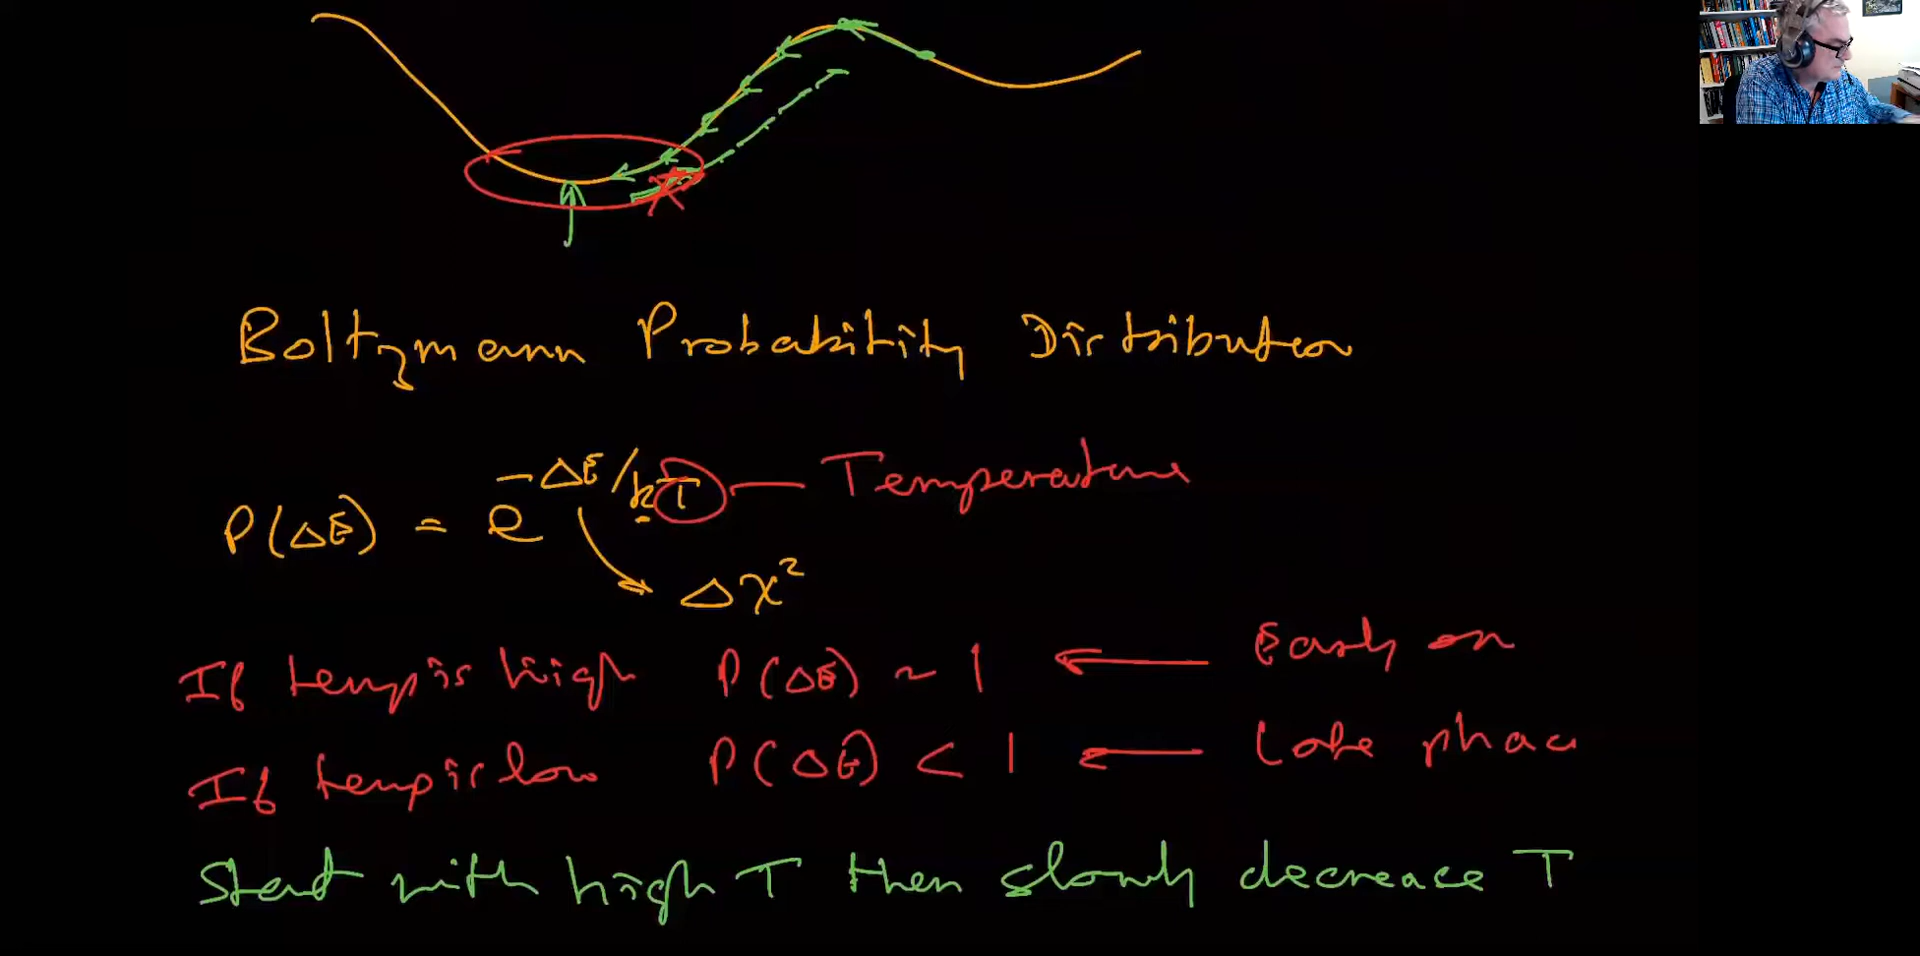 Boltzmann Probability Distribution
P(ΔE) = e^{-ΔE/kT} — Temperature
Δχ²
If temp is high P(ΔE) ~ 1 ← Early on
If temp is low P(ΔE) < 1 ← Late phase
Start with high T then slowly decrease T